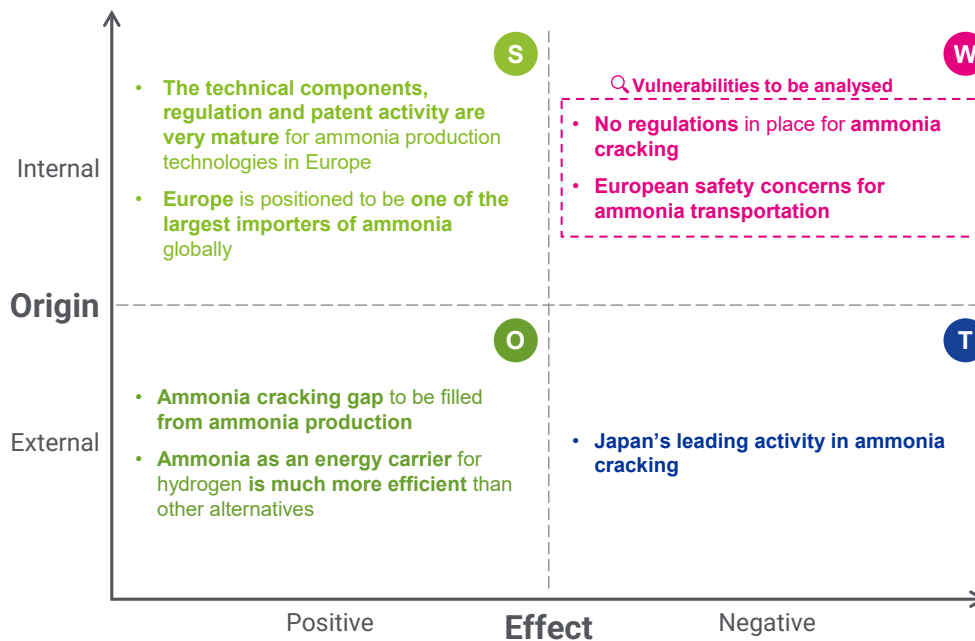 S
• The technical components,
regulation and patent activity are
very mature for ammonia production
technologies in Europe
• Europe is positioned to be one of the
largest importers of ammonia
globally
W
Vulnerabilities to be analysed
• No regulations in place for ammonia
cracking
• European safety concerns for
ammonia transportation
Internal
Origin
O
• Ammonia cracking gap to be filled
from ammonia production
• Ammonia as an energy carrier for
hydrogen is much more efficient than
other alternatives
T
• Japan's leading activity in ammonia
cracking
External
Positive
Effect
Negative